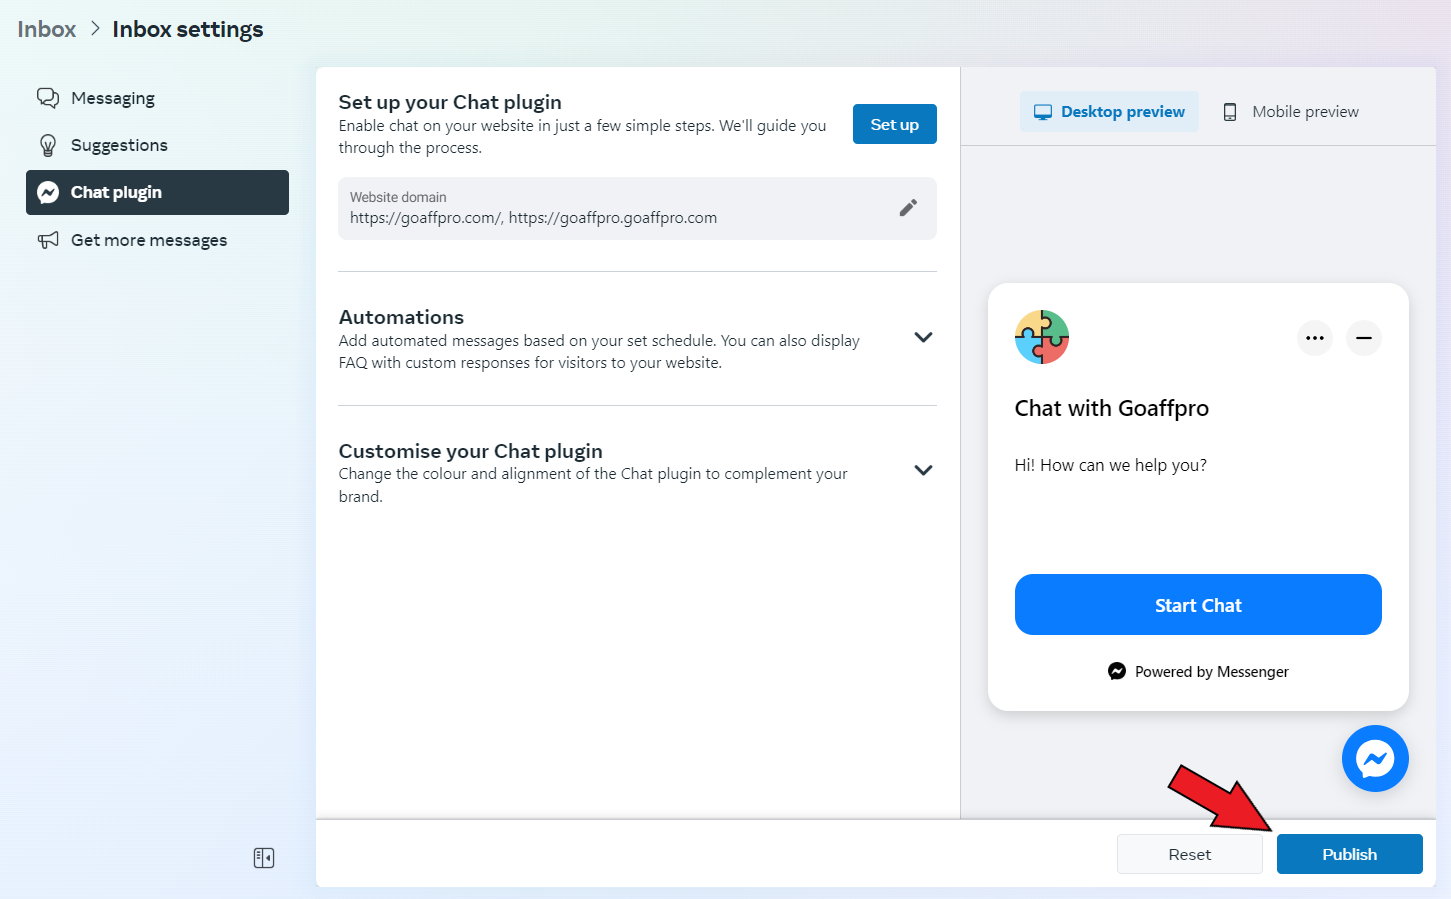 Inbox > Inbox settings
Messaging
Suggestions
Chat plugin
Get more messages
Set up your Chat plugin
Enable chat on your website in just a few simple steps. We'll guide you
through the process.
Set up
Website domain
https://goaffpro.com/, https://goaffpro.goaffpro.com
Automations
Add automated messages based on your set schedule. You can also display
FAQ with custom responses for visitors to your website.
Customise your Chat plugin
Change the colour and alignment of the Chat plugin to complement your
brand.
Desktop preview
Mobile preview
Chat with Goaffpro
Hi! How can we help you?
Start Chat
Powered by Messenger
Reset
Publish